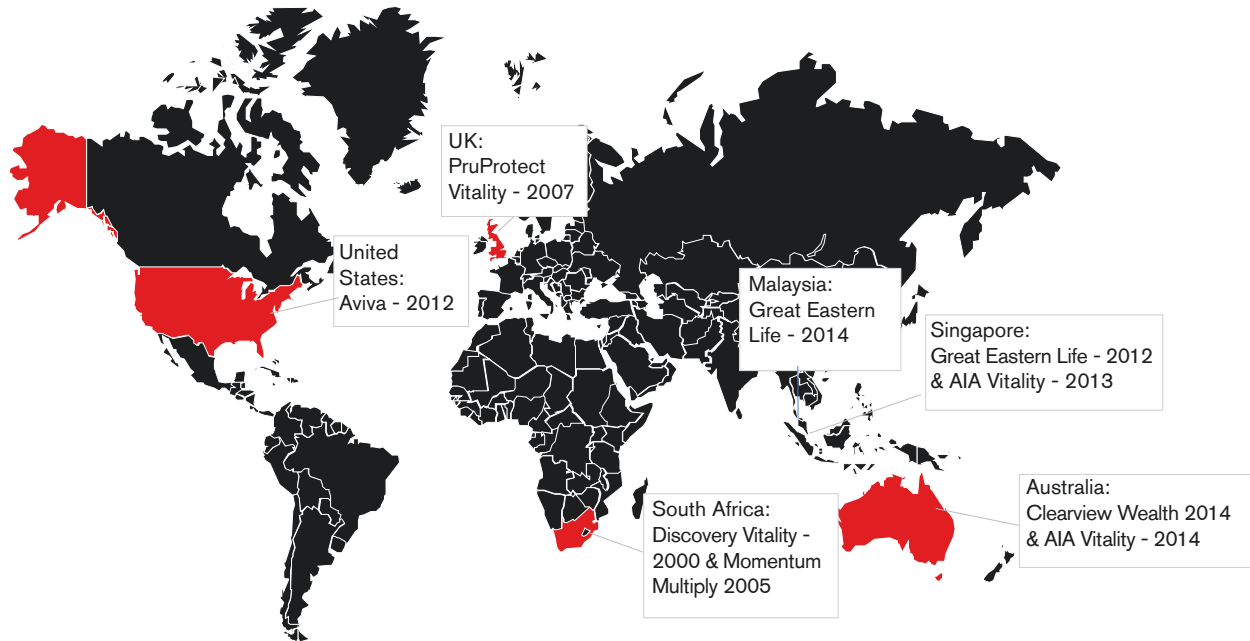 UK:
PruProtect
Vitality - 2007
United
States:
Aviva - 2012
Malaysia:
Great Eastern
Life - 2014
Singapore:
Great Eastern Life - 2012
& AIA Vitality - 2013
South Africa:
Discovery Vitality -
2000 & Momentum
Multiply 2005
Australia:
Clearview Wealth 2014
& AIA Vitality - 2014